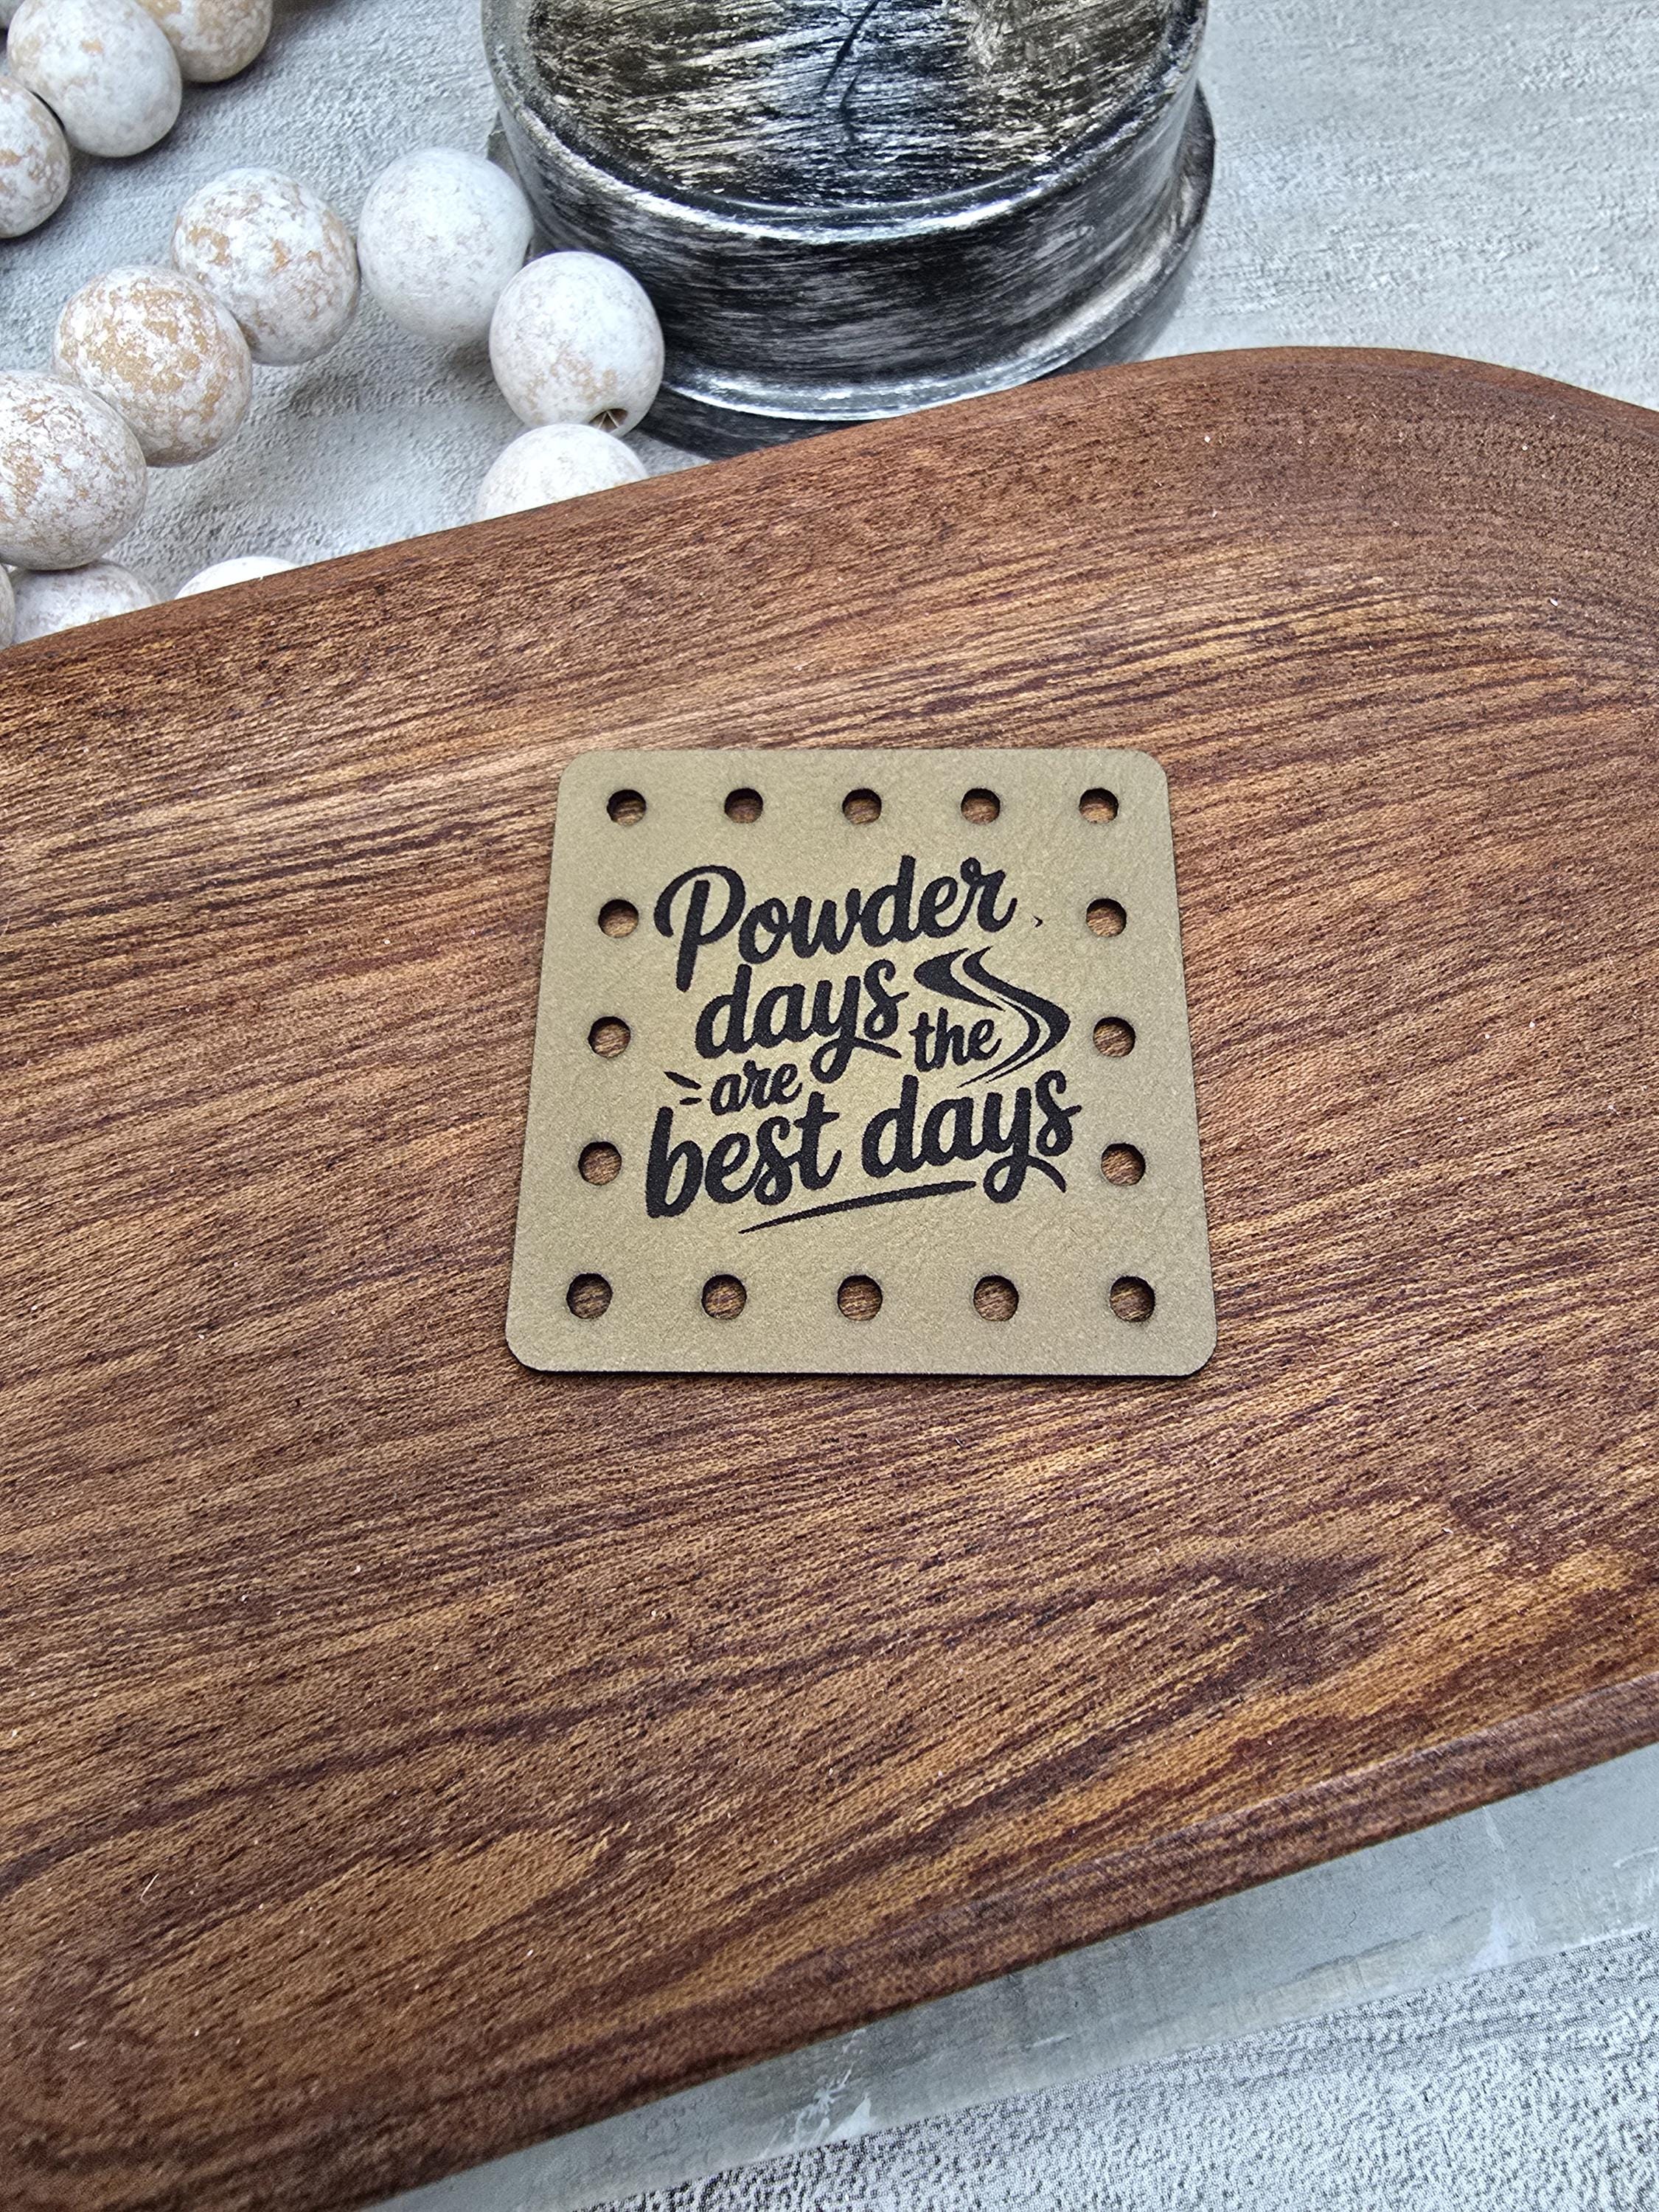 Powder
days
are the
best days